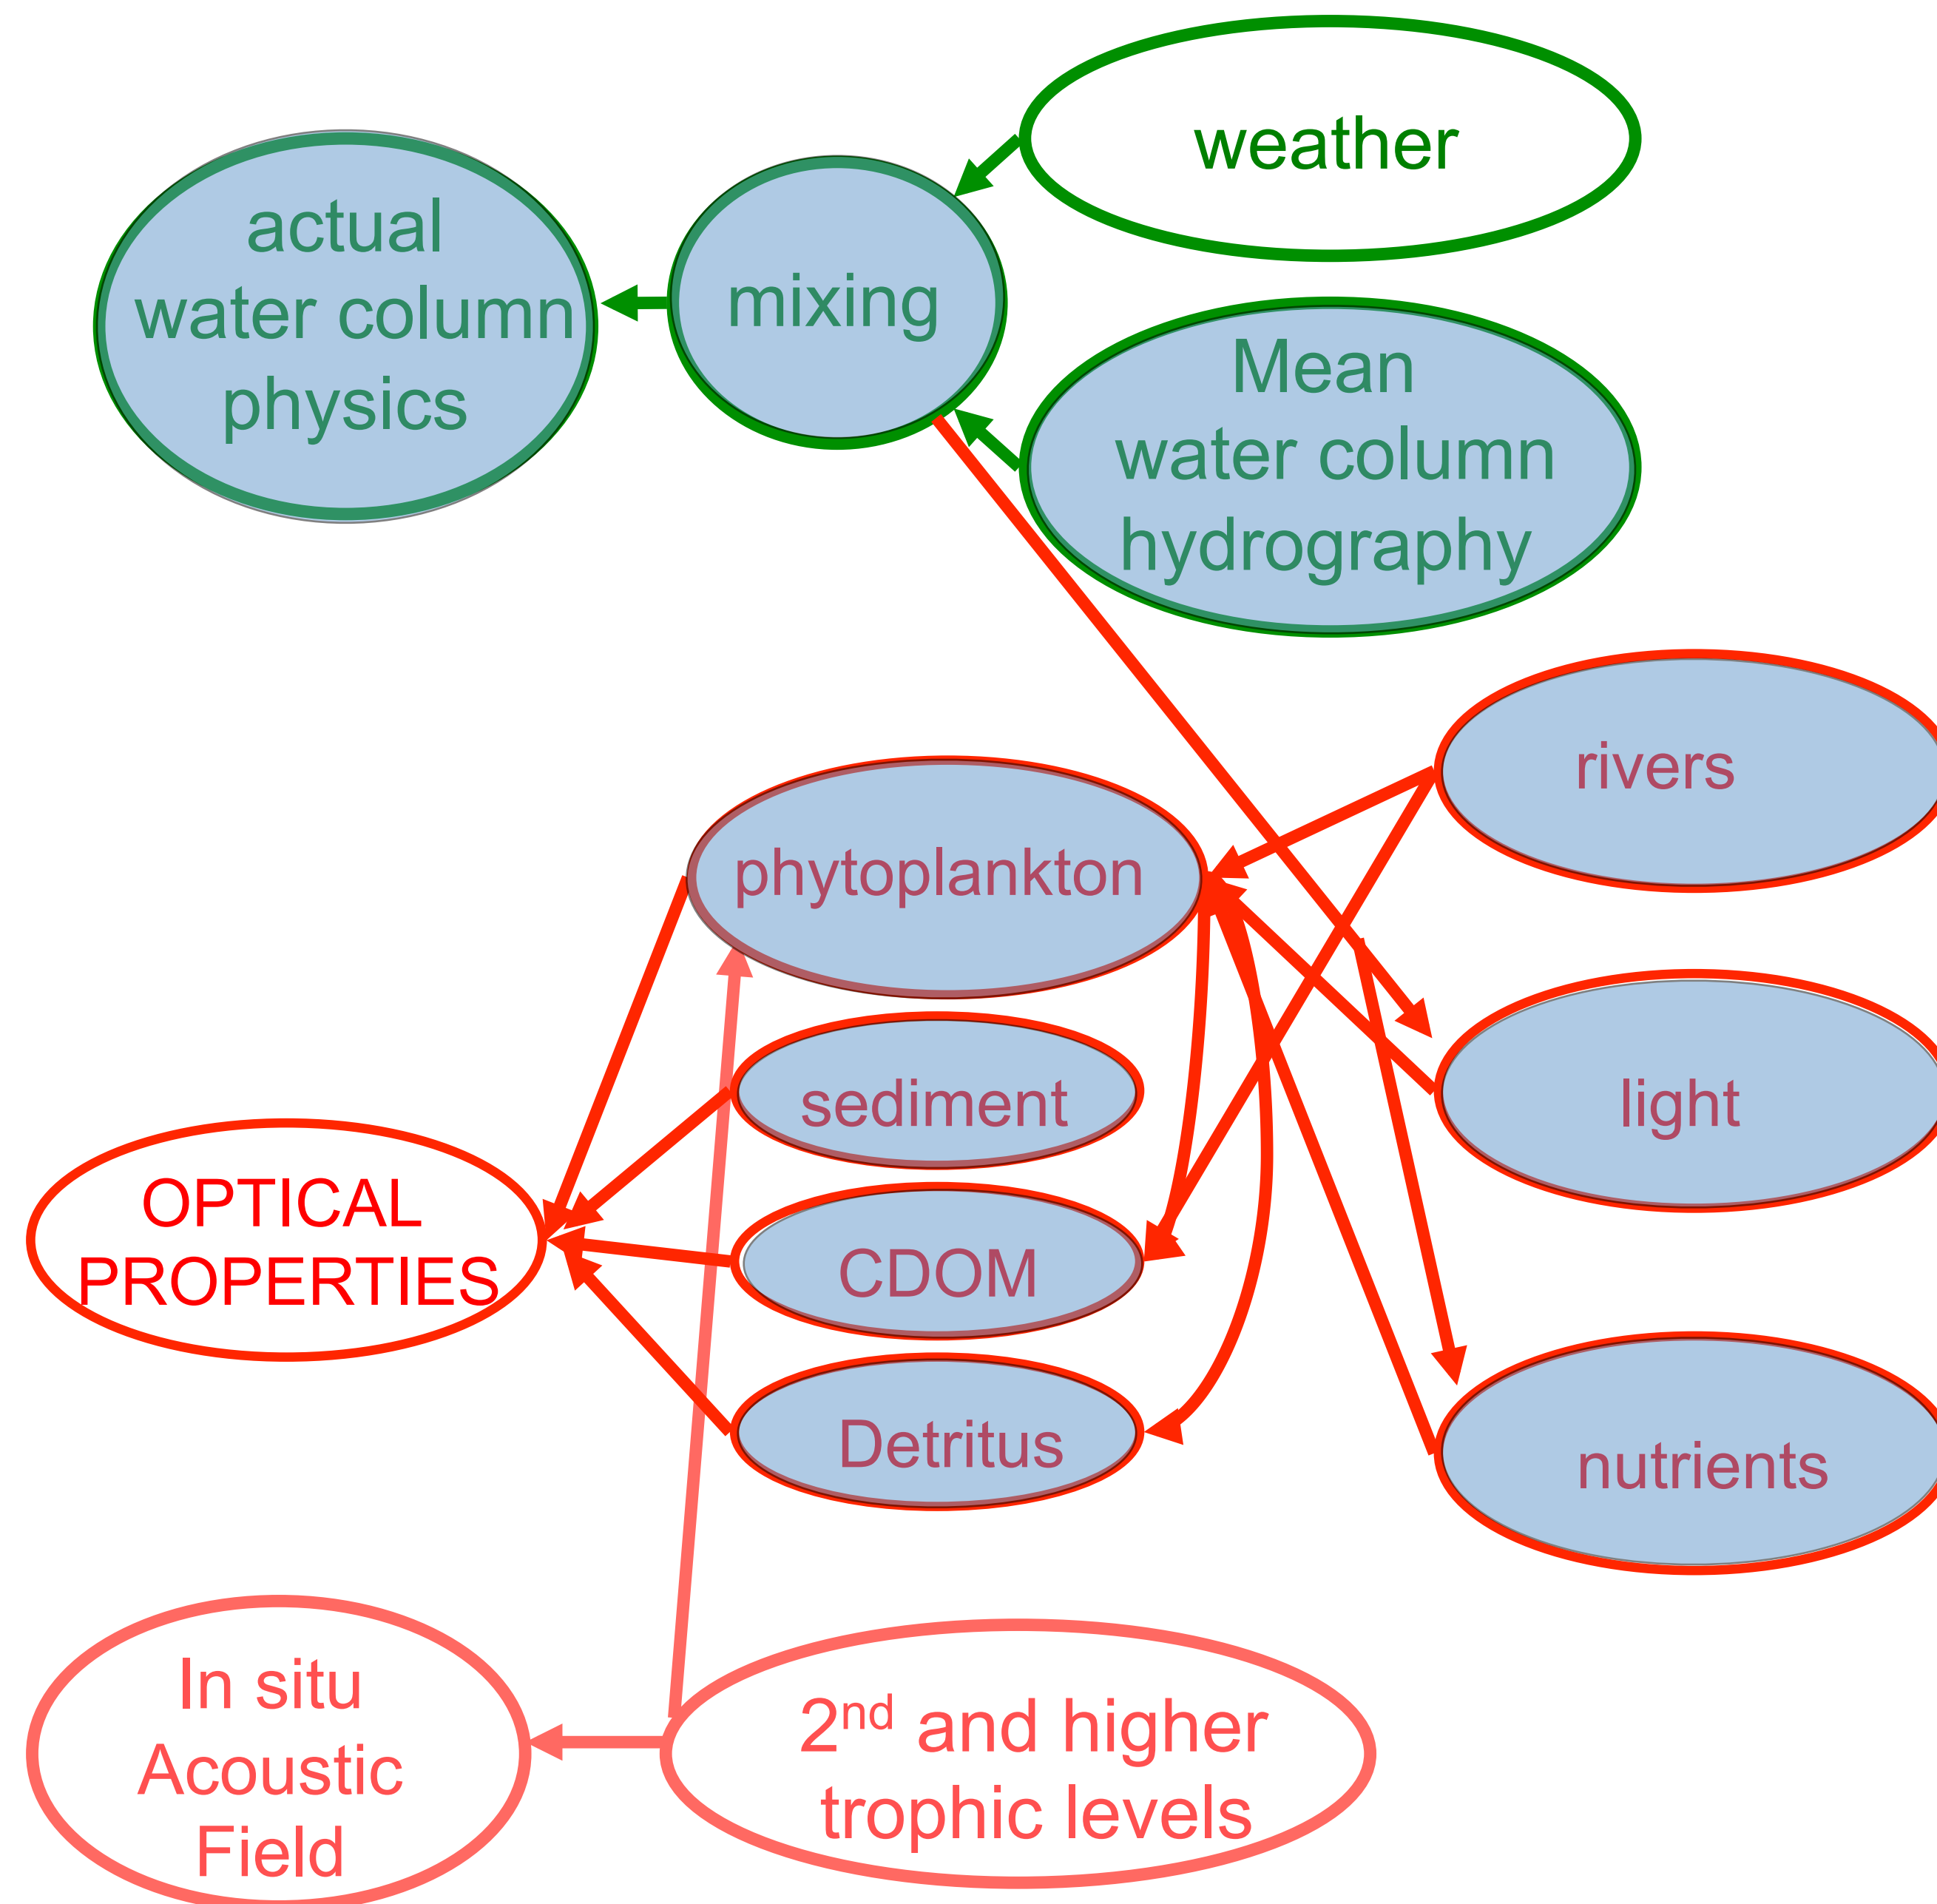 weather
actual
water column
physics
mixing
Mean
water column
hydrography
rivers
phytoplankton
sediment
light
OPTICAL
PROPERTIES
CDOM
Detritus
nutrients
In situ
Acoustic
Field
2nd and higher
trophic levels